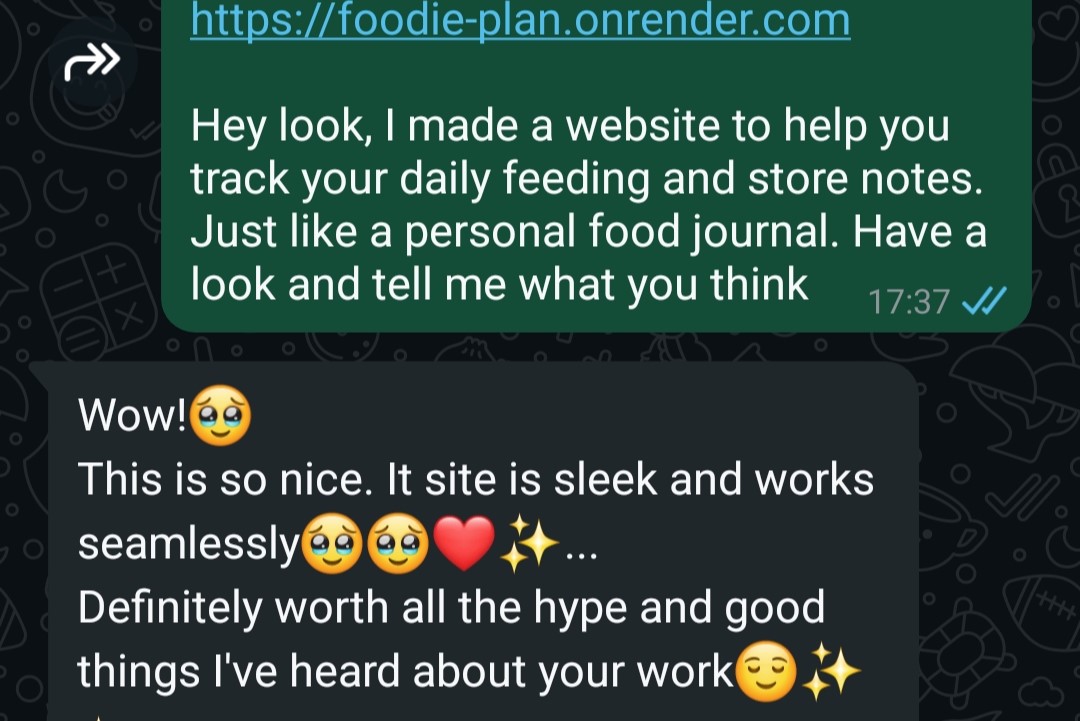 https://foodie-plan.onrender.com
Hey look, I made a website to help you
track your daily feeding and store notes.
Just like a personal food journal. Have a
look and tell me what you think
17:37
Wow!🥹
This is so nice. It site is sleek and works
seamlessly🥹🥹❤️✨...
Definitely worth all the hype and good
things I've heard about your work😌✨